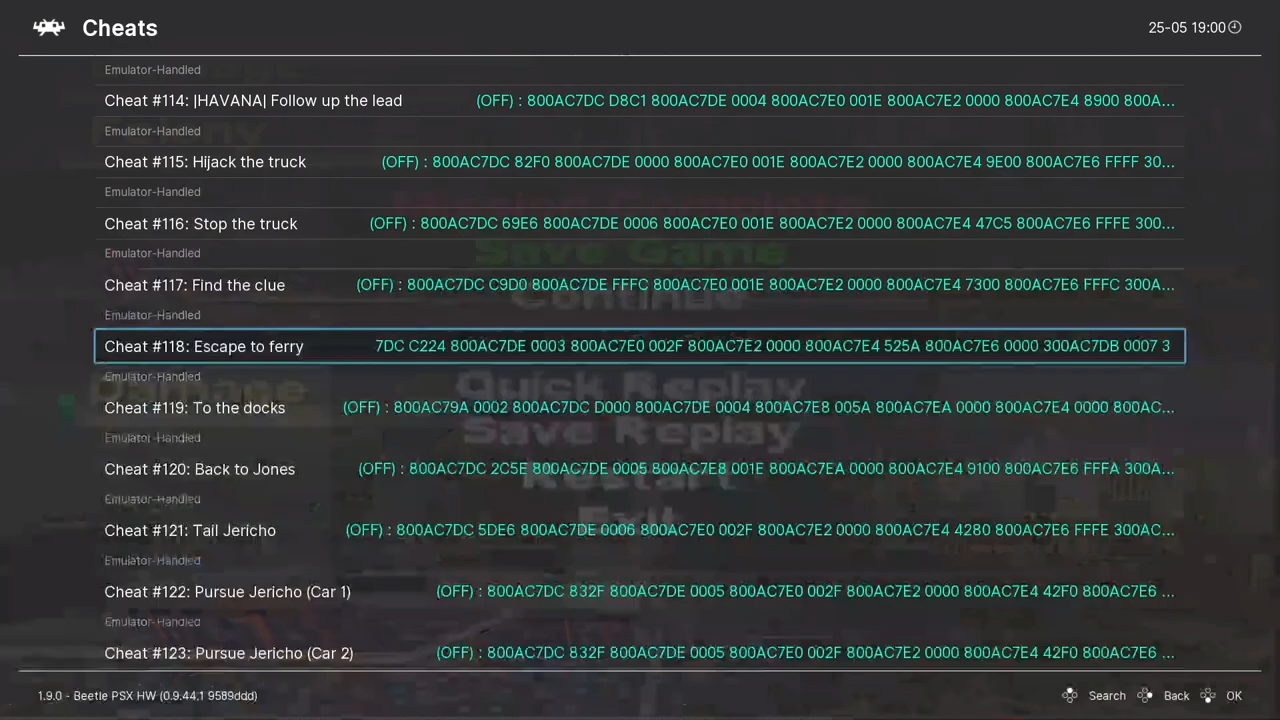 Cheats
25-05 19:00
Emulator-Handled
Cheat #114: |HAVANA| Follow up the lead (OFF) : 800AC7DC D8C1 800AC7DE 0004 800AC7E0 001E 800AC7E2 0000 800AC7E4 8900 800A...
Emulator-Handled
Cheat #115: Hijack the truck (OFF) : 800AC7DC 82F0 800AC7DE 0000 800AC7E0 001E 800AC7E2 0000 800AC7E4 9E00 800AC7E6 FFFF 30...
Emulator-Handled
Cheat #116: Stop the truck (OFF) : 800AC7DC 69E6 800AC7DE 0006 800AC7E0 001E 800AC7E2 0000 800AC7E4 47C5 800AC7E6 FFFE 300...
Save Game
Emulator-Handled
Cheat #117: Find the clue (OFF) : 800AC7DC C9D0 800AC7DE FFFC 800AC7E0 001E 800AC7E2 0000 800AC7E4 7300 800AC7E6 FFFC 300A...
Continue
Emulator-Handled
Cheat #118: Escape to ferry 7DC C224 800AC7DE 0003 800AC7E0 002F 800AC7E2 0000 800AC7E4 525A 800AC7E6 0000 300AC7DB 0007 3
Emulator-Handled
Damage
Quick Replay
Cheat #119: To the docks (OFF) : 800AC79A 0002 800AC7DC D000 800AC7DE 0004 800AC7E8 005A 800AC7EA 0000 800AC7E4 0000 800AC...
Save Replay
Emulator-Handled
Cheat #120: Back to Jones (OFF) : 800AC7DC 2C5E 800AC7DE 0005 800AC7E8 001E 800AC7EA 0000 800AC7E4 9100 800AC7E6 FFFA 300A...
Restart
Emulator-Handled
Exit
Cheat #121: Tail Jericho (OFF) : 800AC7DC 5DE6 800AC7DE 0006 800AC7E0 002F 800AC7E2 0000 800AC7E4 4280 800AC7E6 FFFE 300AC...
Emulator-Handled
Cheat #122: Pursue Jericho (Car 1) (OFF) : 800AC7DC 832F 800AC7DE 0005 800AC7E0 002F 800AC7E2 0000 800AC7E4 42F0 800AC7E6 ...
Emulator-Handled
Cheat #123: Pursue Jericho (Car 2) (OFF) : 800AC7DC 832F 800AC7DE 0005 800AC7E0 002F 800AC7E2 0000 800AC7E4 42F0 800AC7E6 ...
1.9.0 - Beetle PSX HW (0.9.44.1 9589ddd)
Search Back OK